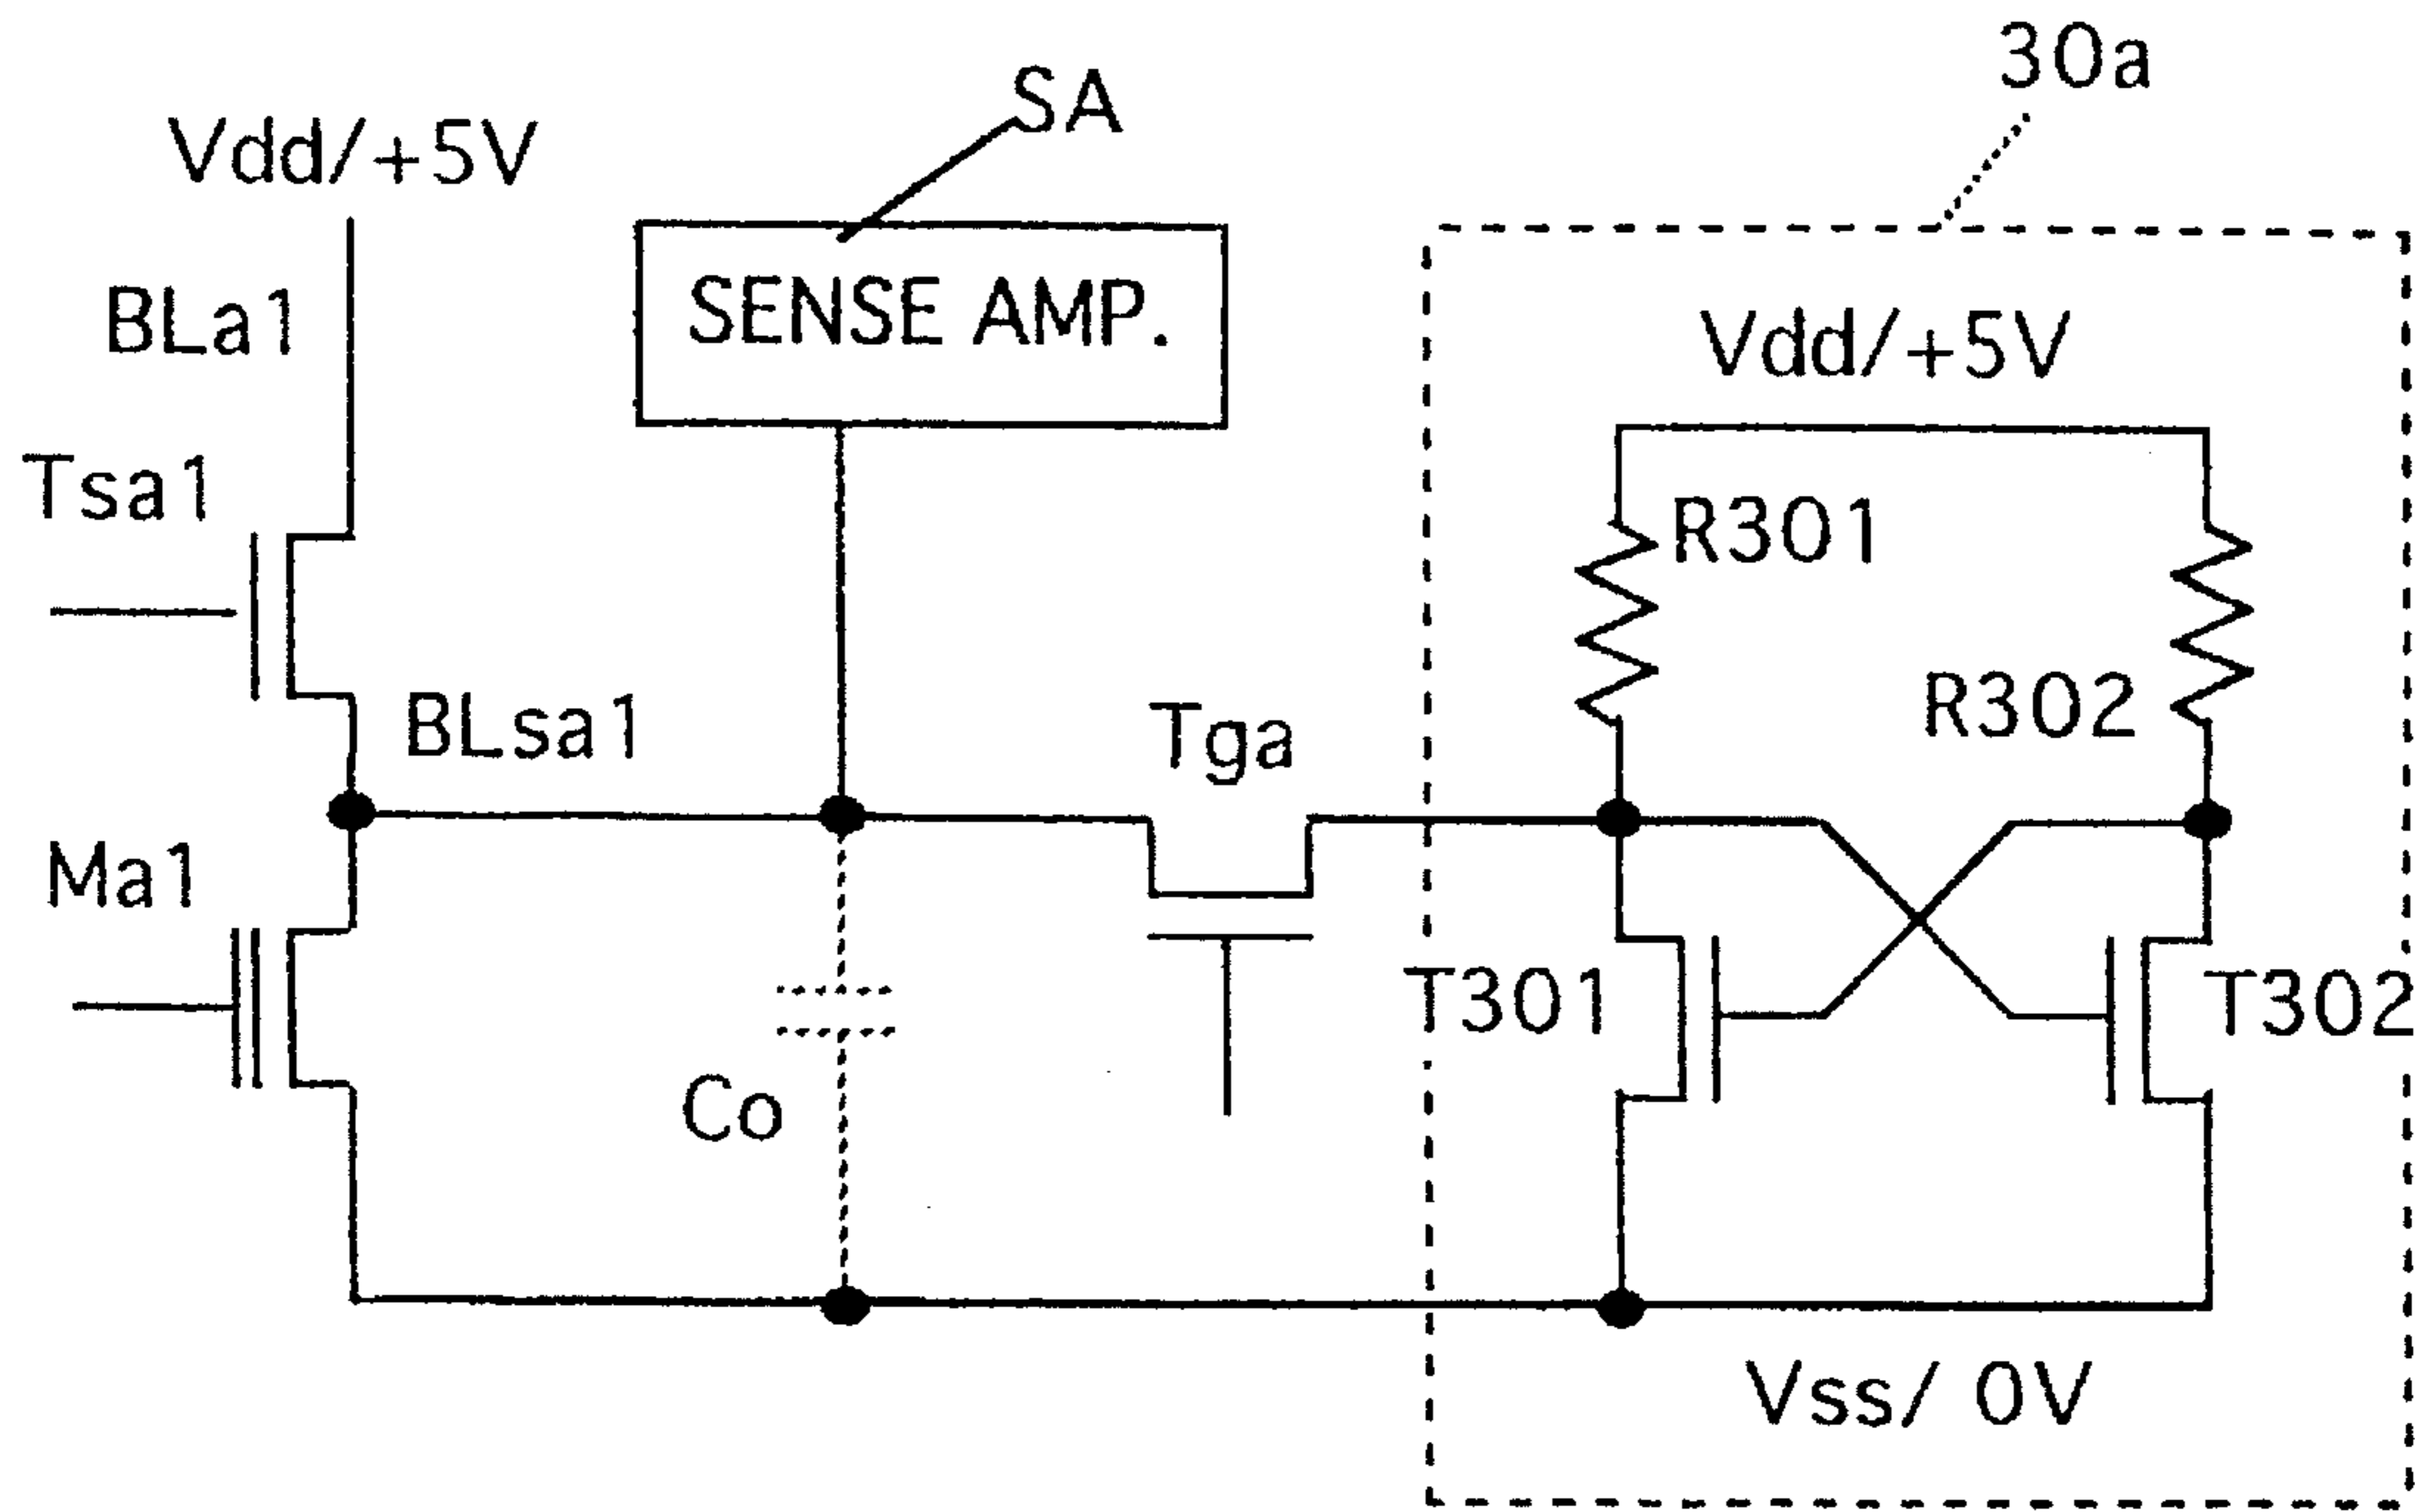 30a
SA
Vdd/+5V
BLa1
SENSE AMP.
Vdd/+5V
Tsa1
R301
R302
BLsa1
Tga
Ma1
T301
T302
Co
Vss/ 0V